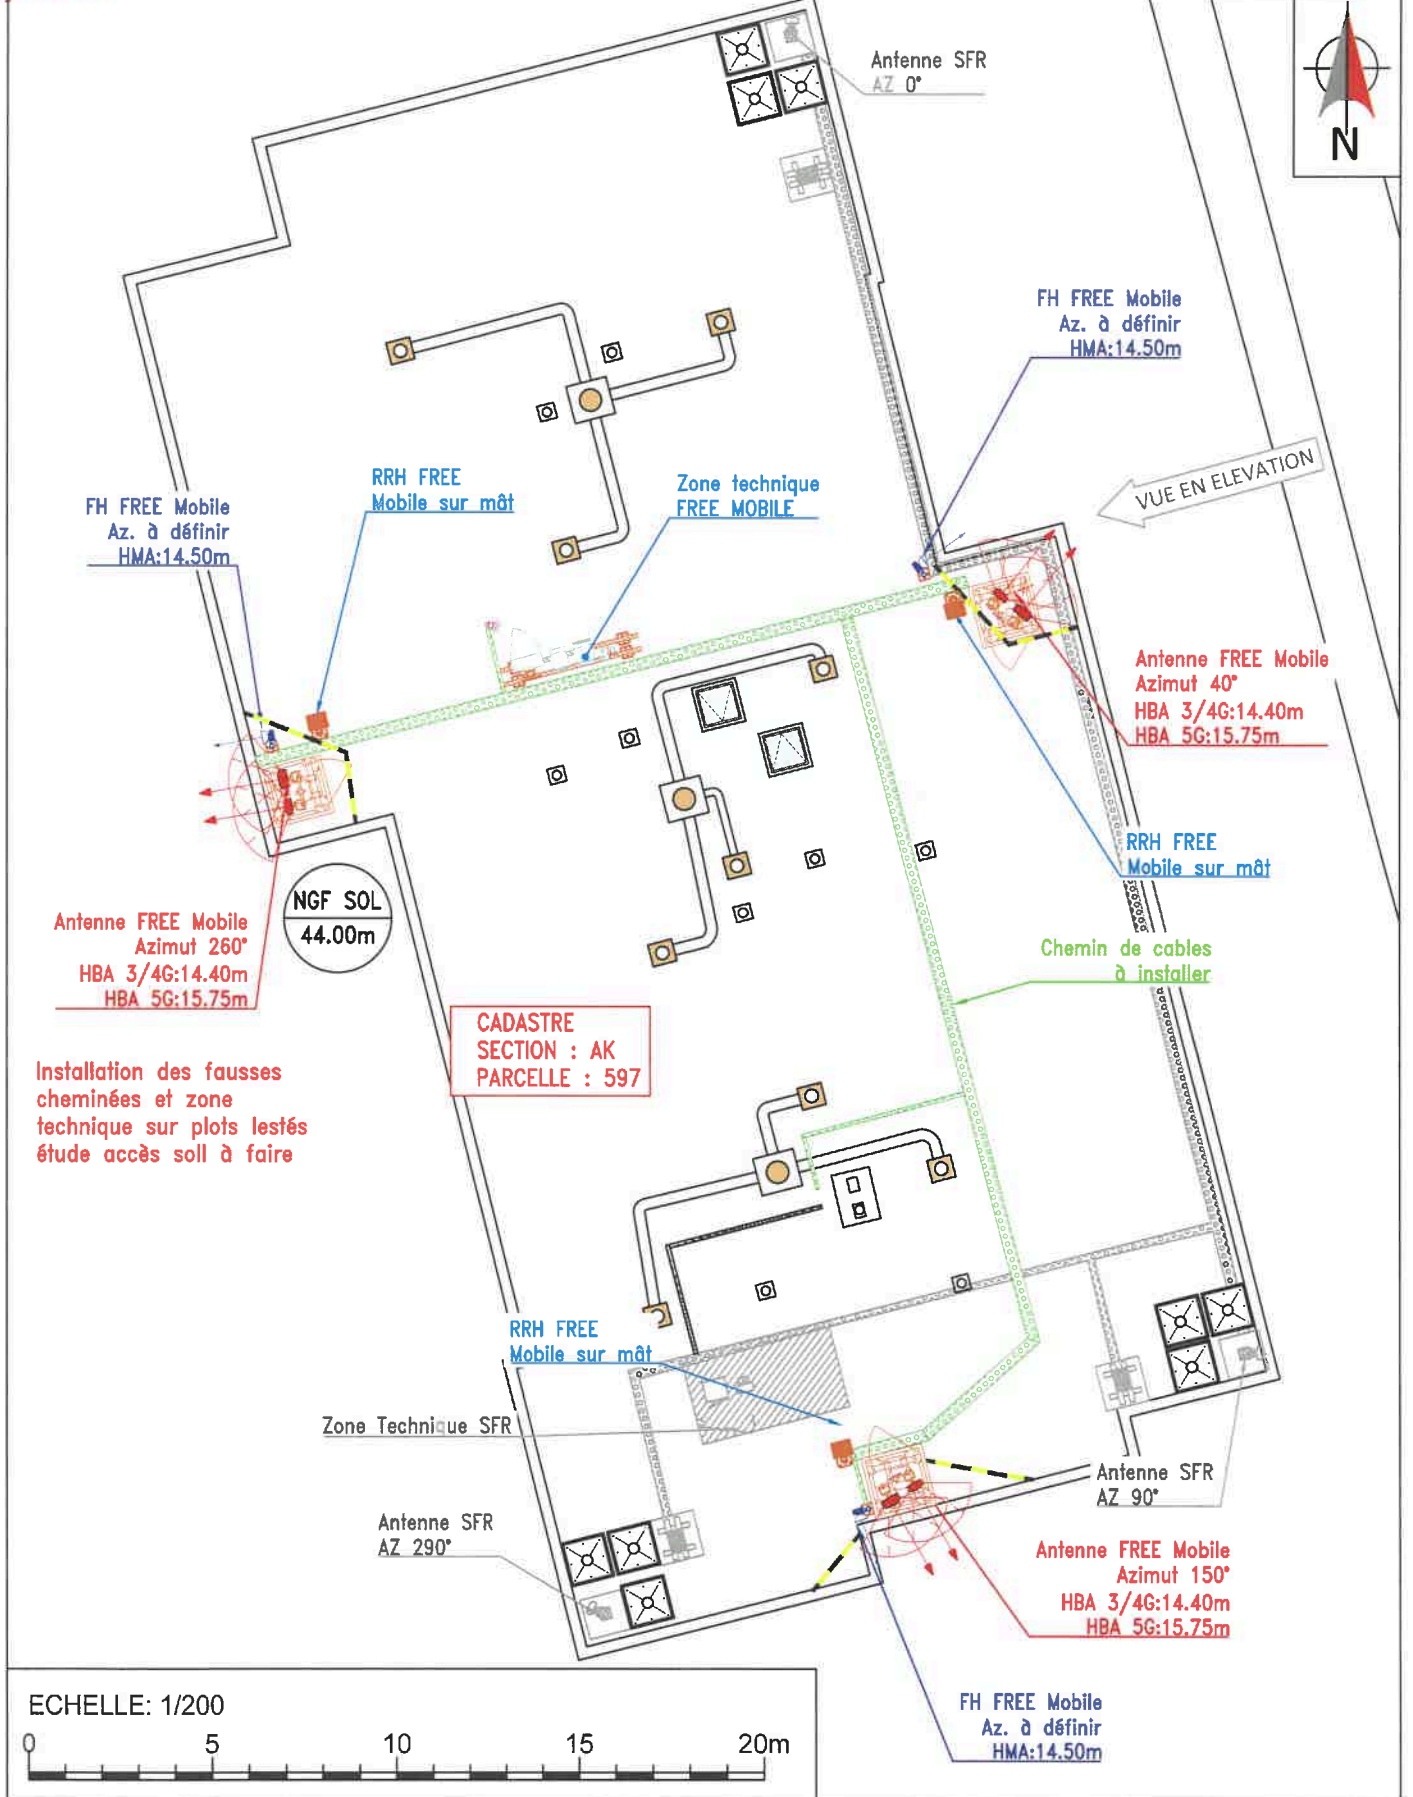 Antenne SFR
AZ 0°
N
FH FREE Mobile
Az. à définir
HMA:14.50m
VUE EN ELEVATION
RRH FREE
Mobile sur mât
Zone technique
FREE MOBILE
FH FREE Mobile
Az. à définir
HMA:14.50m
Antenne FREE Mobile
Azimut 40°
HBA 3/4G:14.40m
HBA 5G:15.75m
RRH FREE
Mobile sur mât
NGF SOL
44.00m
Antenne FREE Mobile
Azimut 260°
HBA 3/4G:14.40m
HBA 5G:15.75m
Chemin de cables
à installer
CADASTRE
SECTION : AK
PARCELLE : 597
Installation des fausses
cheminées et zone
technique sur plots lestés
étude accès soll à faire
RRH FREE
Mobile sur mât
Zone Technique SFR
Antenne SFR
AZ 90°
Antenne SFR
AZ 290°
Antenne FREE Mobile
Azimut 150°
HBA 3/4G:14.40m
HBA 5G:15.75m
FH FREE Mobile
Az. à définir
HMA:14.50m
ECHELLE: 1/200
0 5 10 15 20m